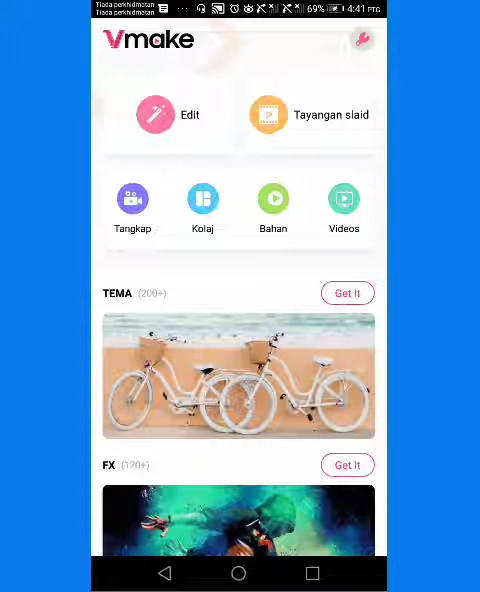 Tiada perkhidmatan
Tiada perkhidmatan
69% 4:41 PTG
Vmake
Edit
Tayangan slaid
Tangkap
Kolaj
Bahan
Videos
TEMA (200+)
Get It
FX (120+)
Get It